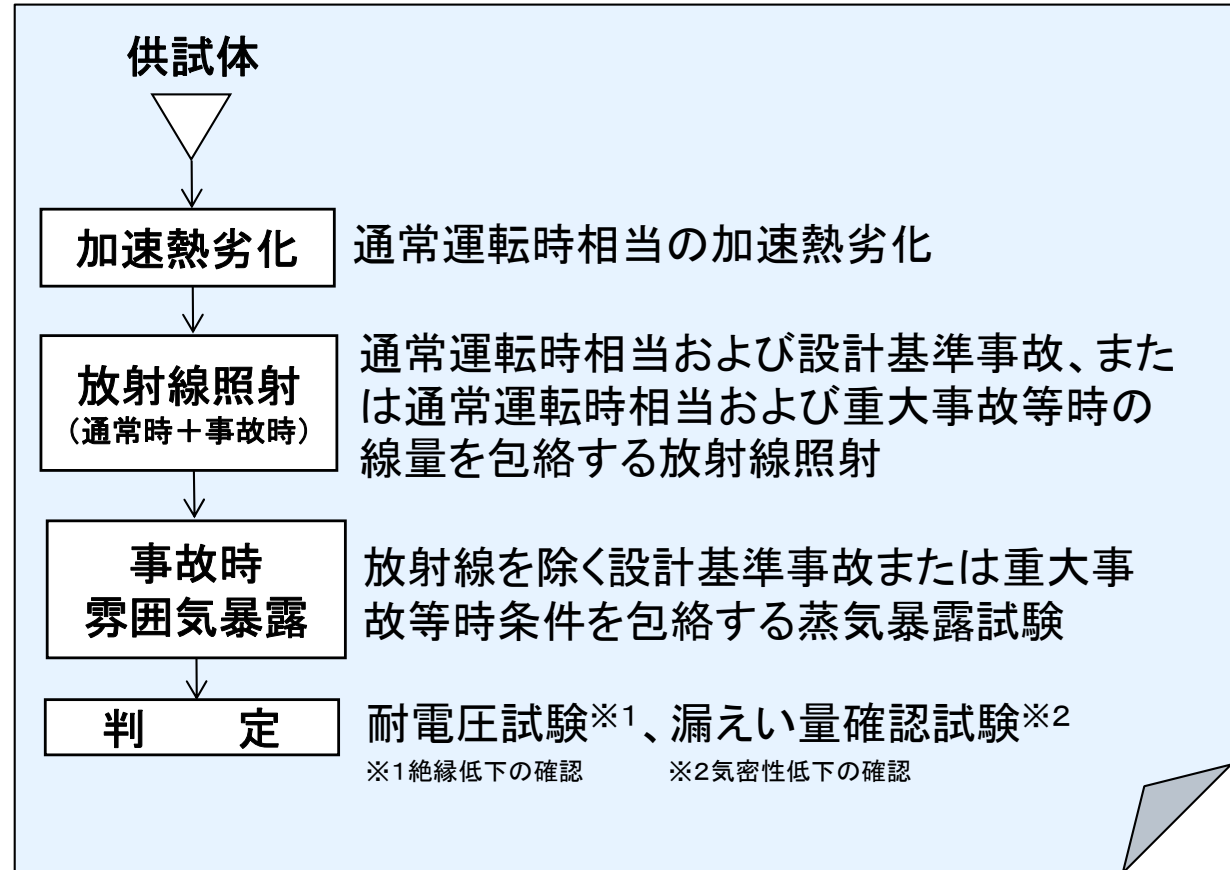 供試体
加速熱劣化
通常運転時相当の加速熱劣化
放射線照射
（通常時＋事故時）
通常運転時相当および設計基準事故、また
は通常運転時相当および重大事故等時の
線量を包絡する放射線照射
事故時
雰囲気暴露
放射線を除く設計基準事故または重大事
故等時条件を包絡する蒸気暴露試験
判　　定
耐電圧試験※1、漏えい量確認試験※2
※1絶縁低下の確認　　※2気密性低下の確認